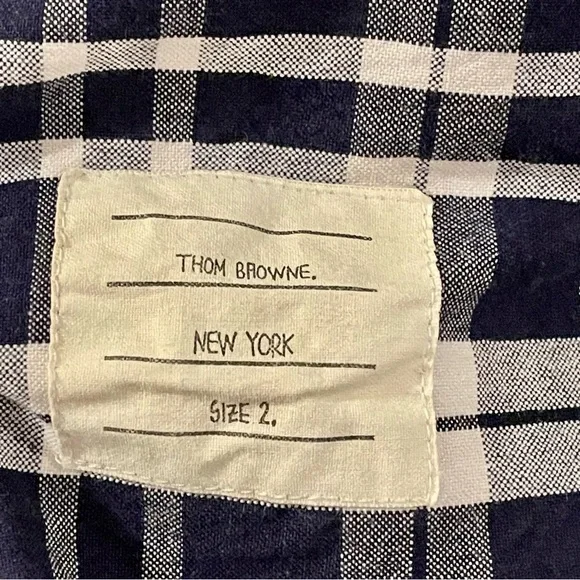 THOM BROWNE.
NEW YORK
SIZE 2.